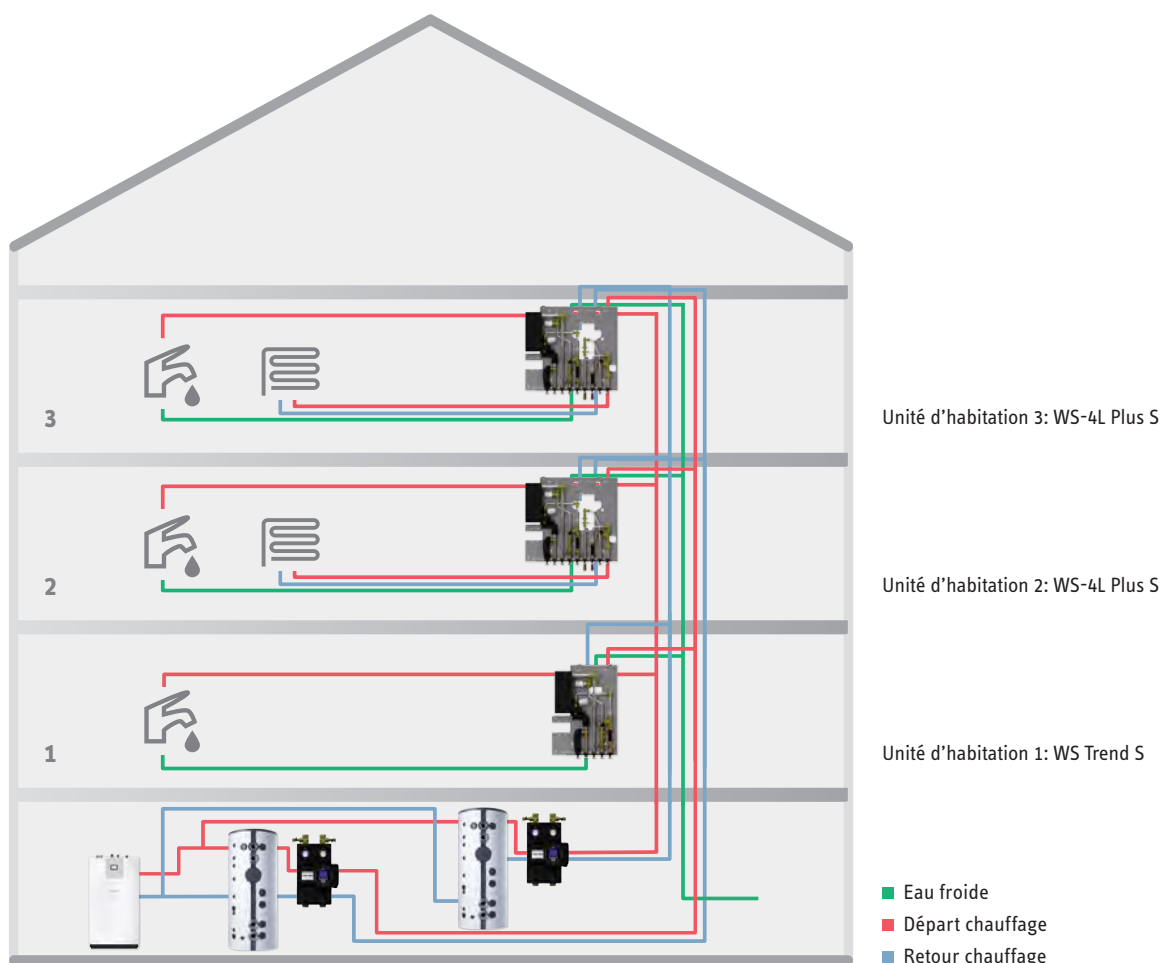 3
Unité d'habitation 3: WS-4L Plus S
2
Unité d'habitation 2: WS-4L Plus S
1
Unité d'habitation 1: WS Trend S
Eau froide
Départ chauffage
Retour chauffage